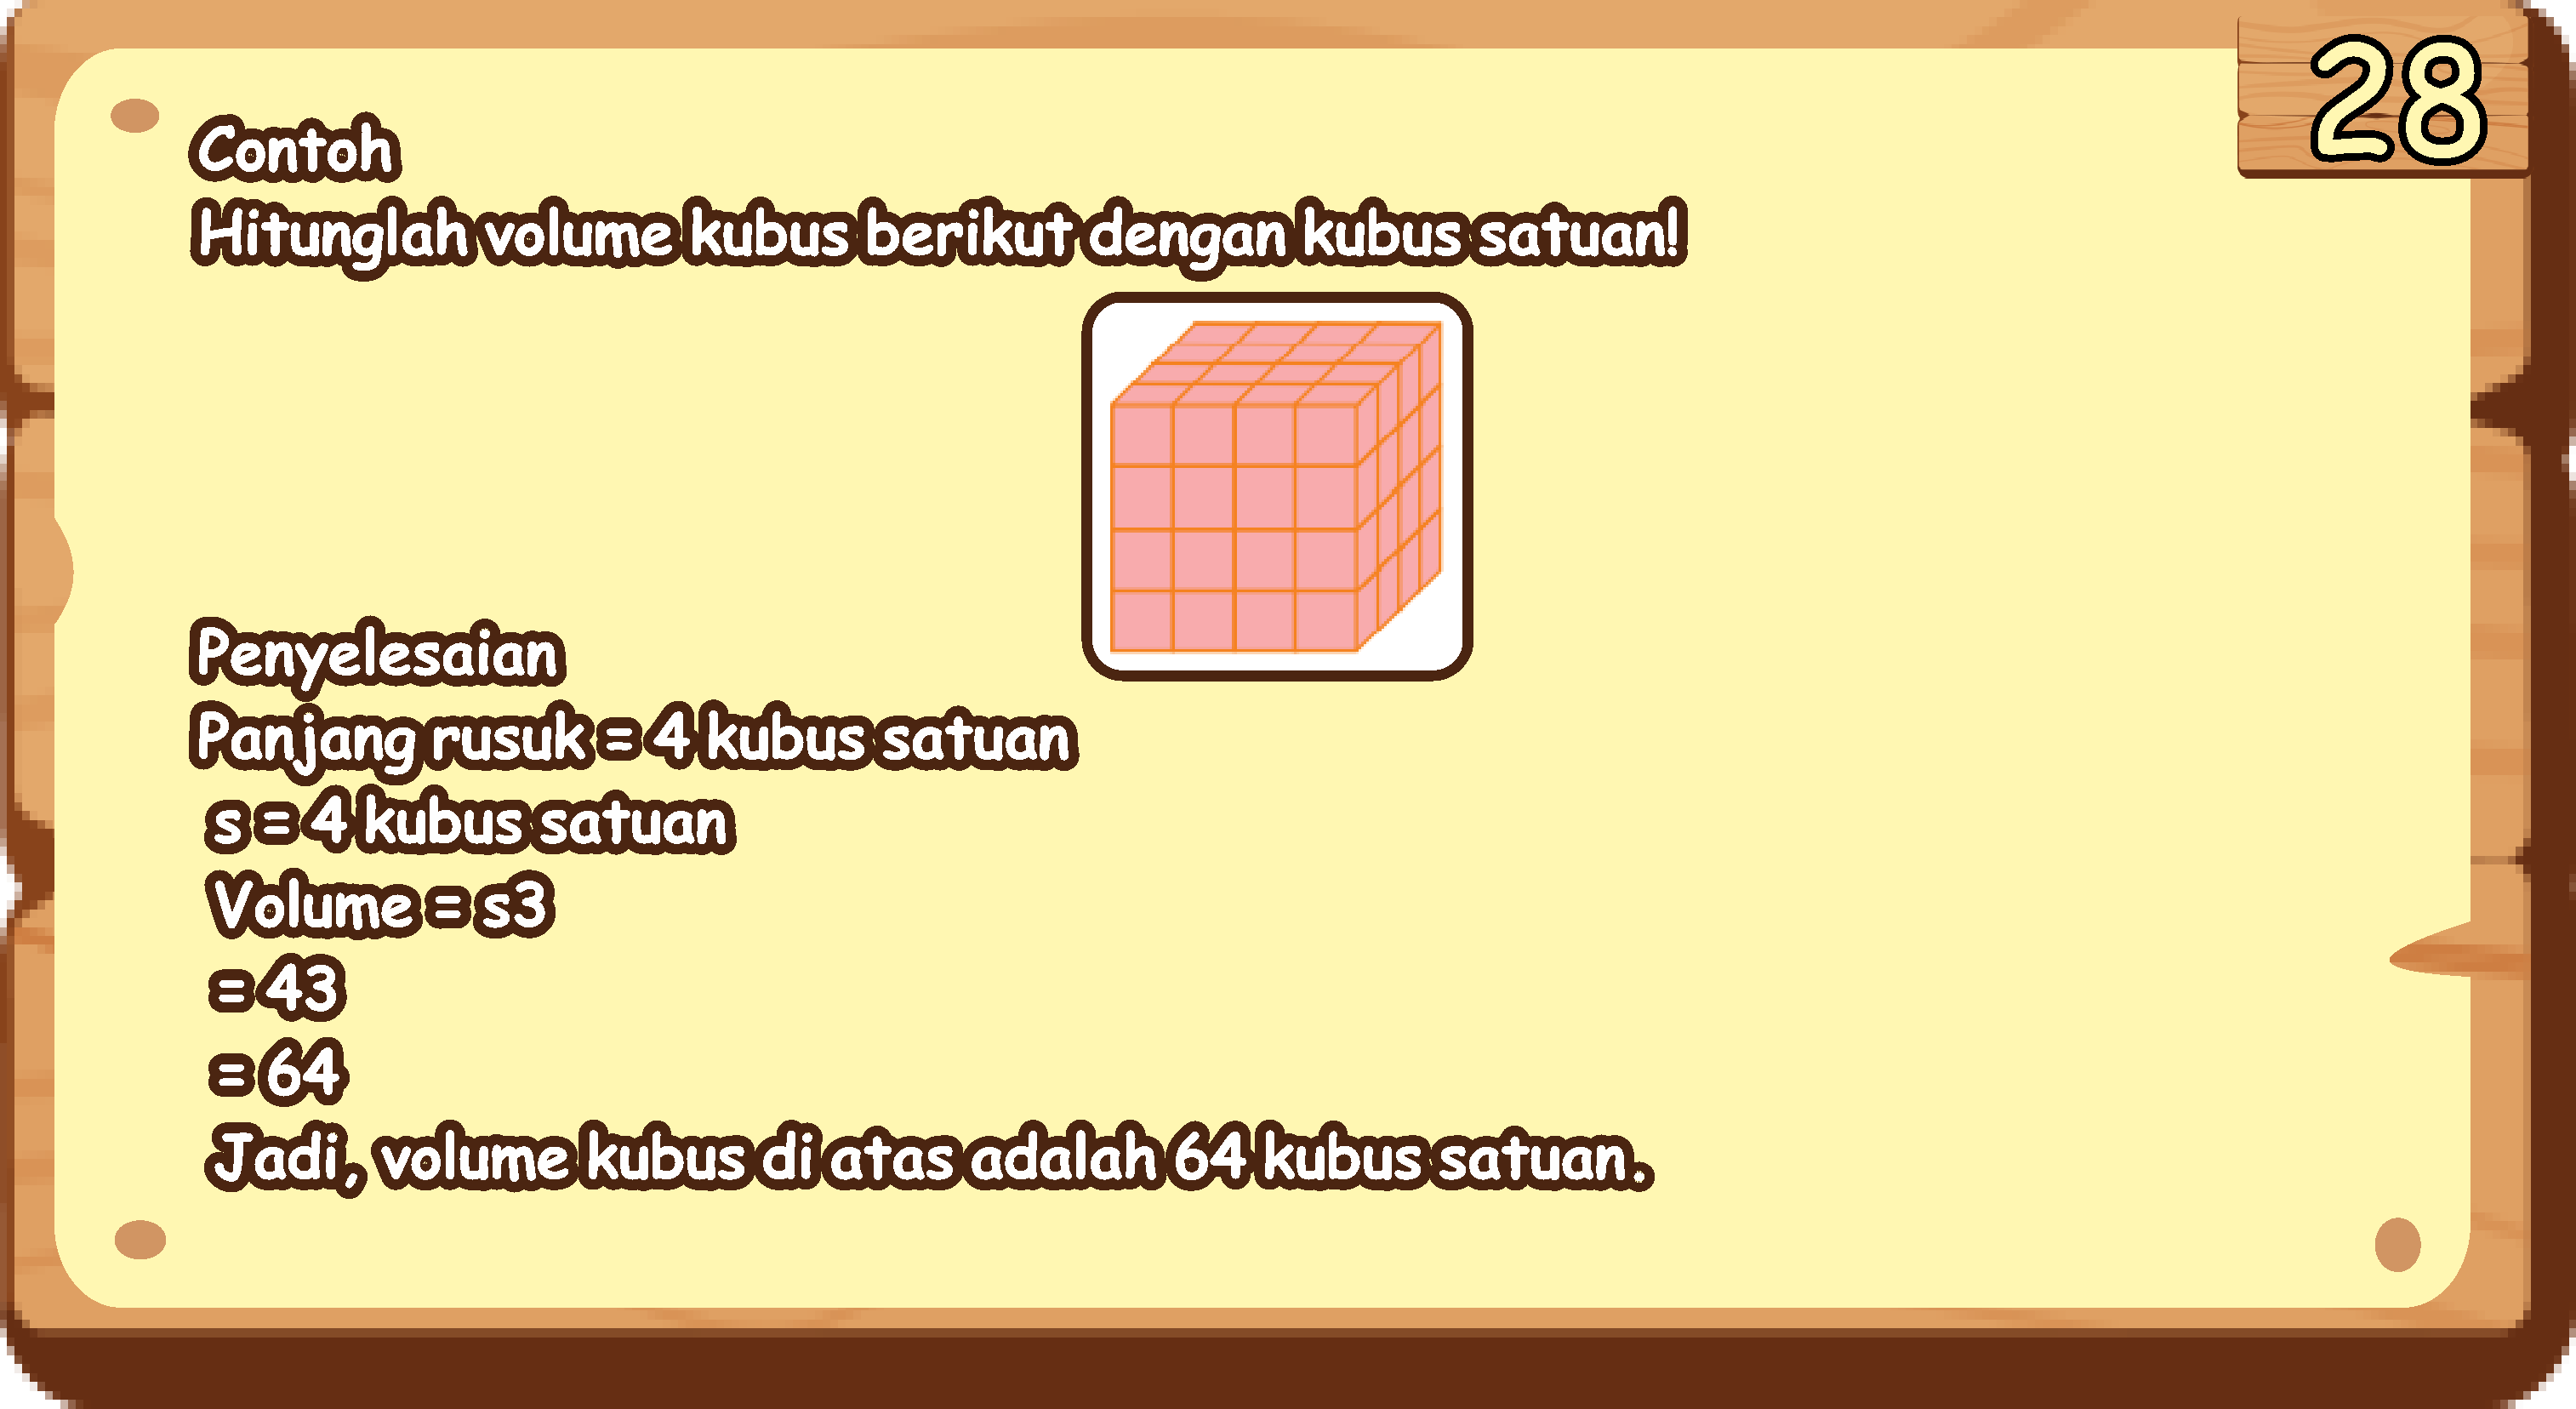 28
Contoh
Hitunglah volume kubus berikut dengan kubus satuan!
Penyelesaian
Panjang rusuk = 4 kubus satuan
s = 4 kubus satuan
Volume = s3
= 43
= 64
Jadi, volume kubus di atas adalah 64 kubus satuan.